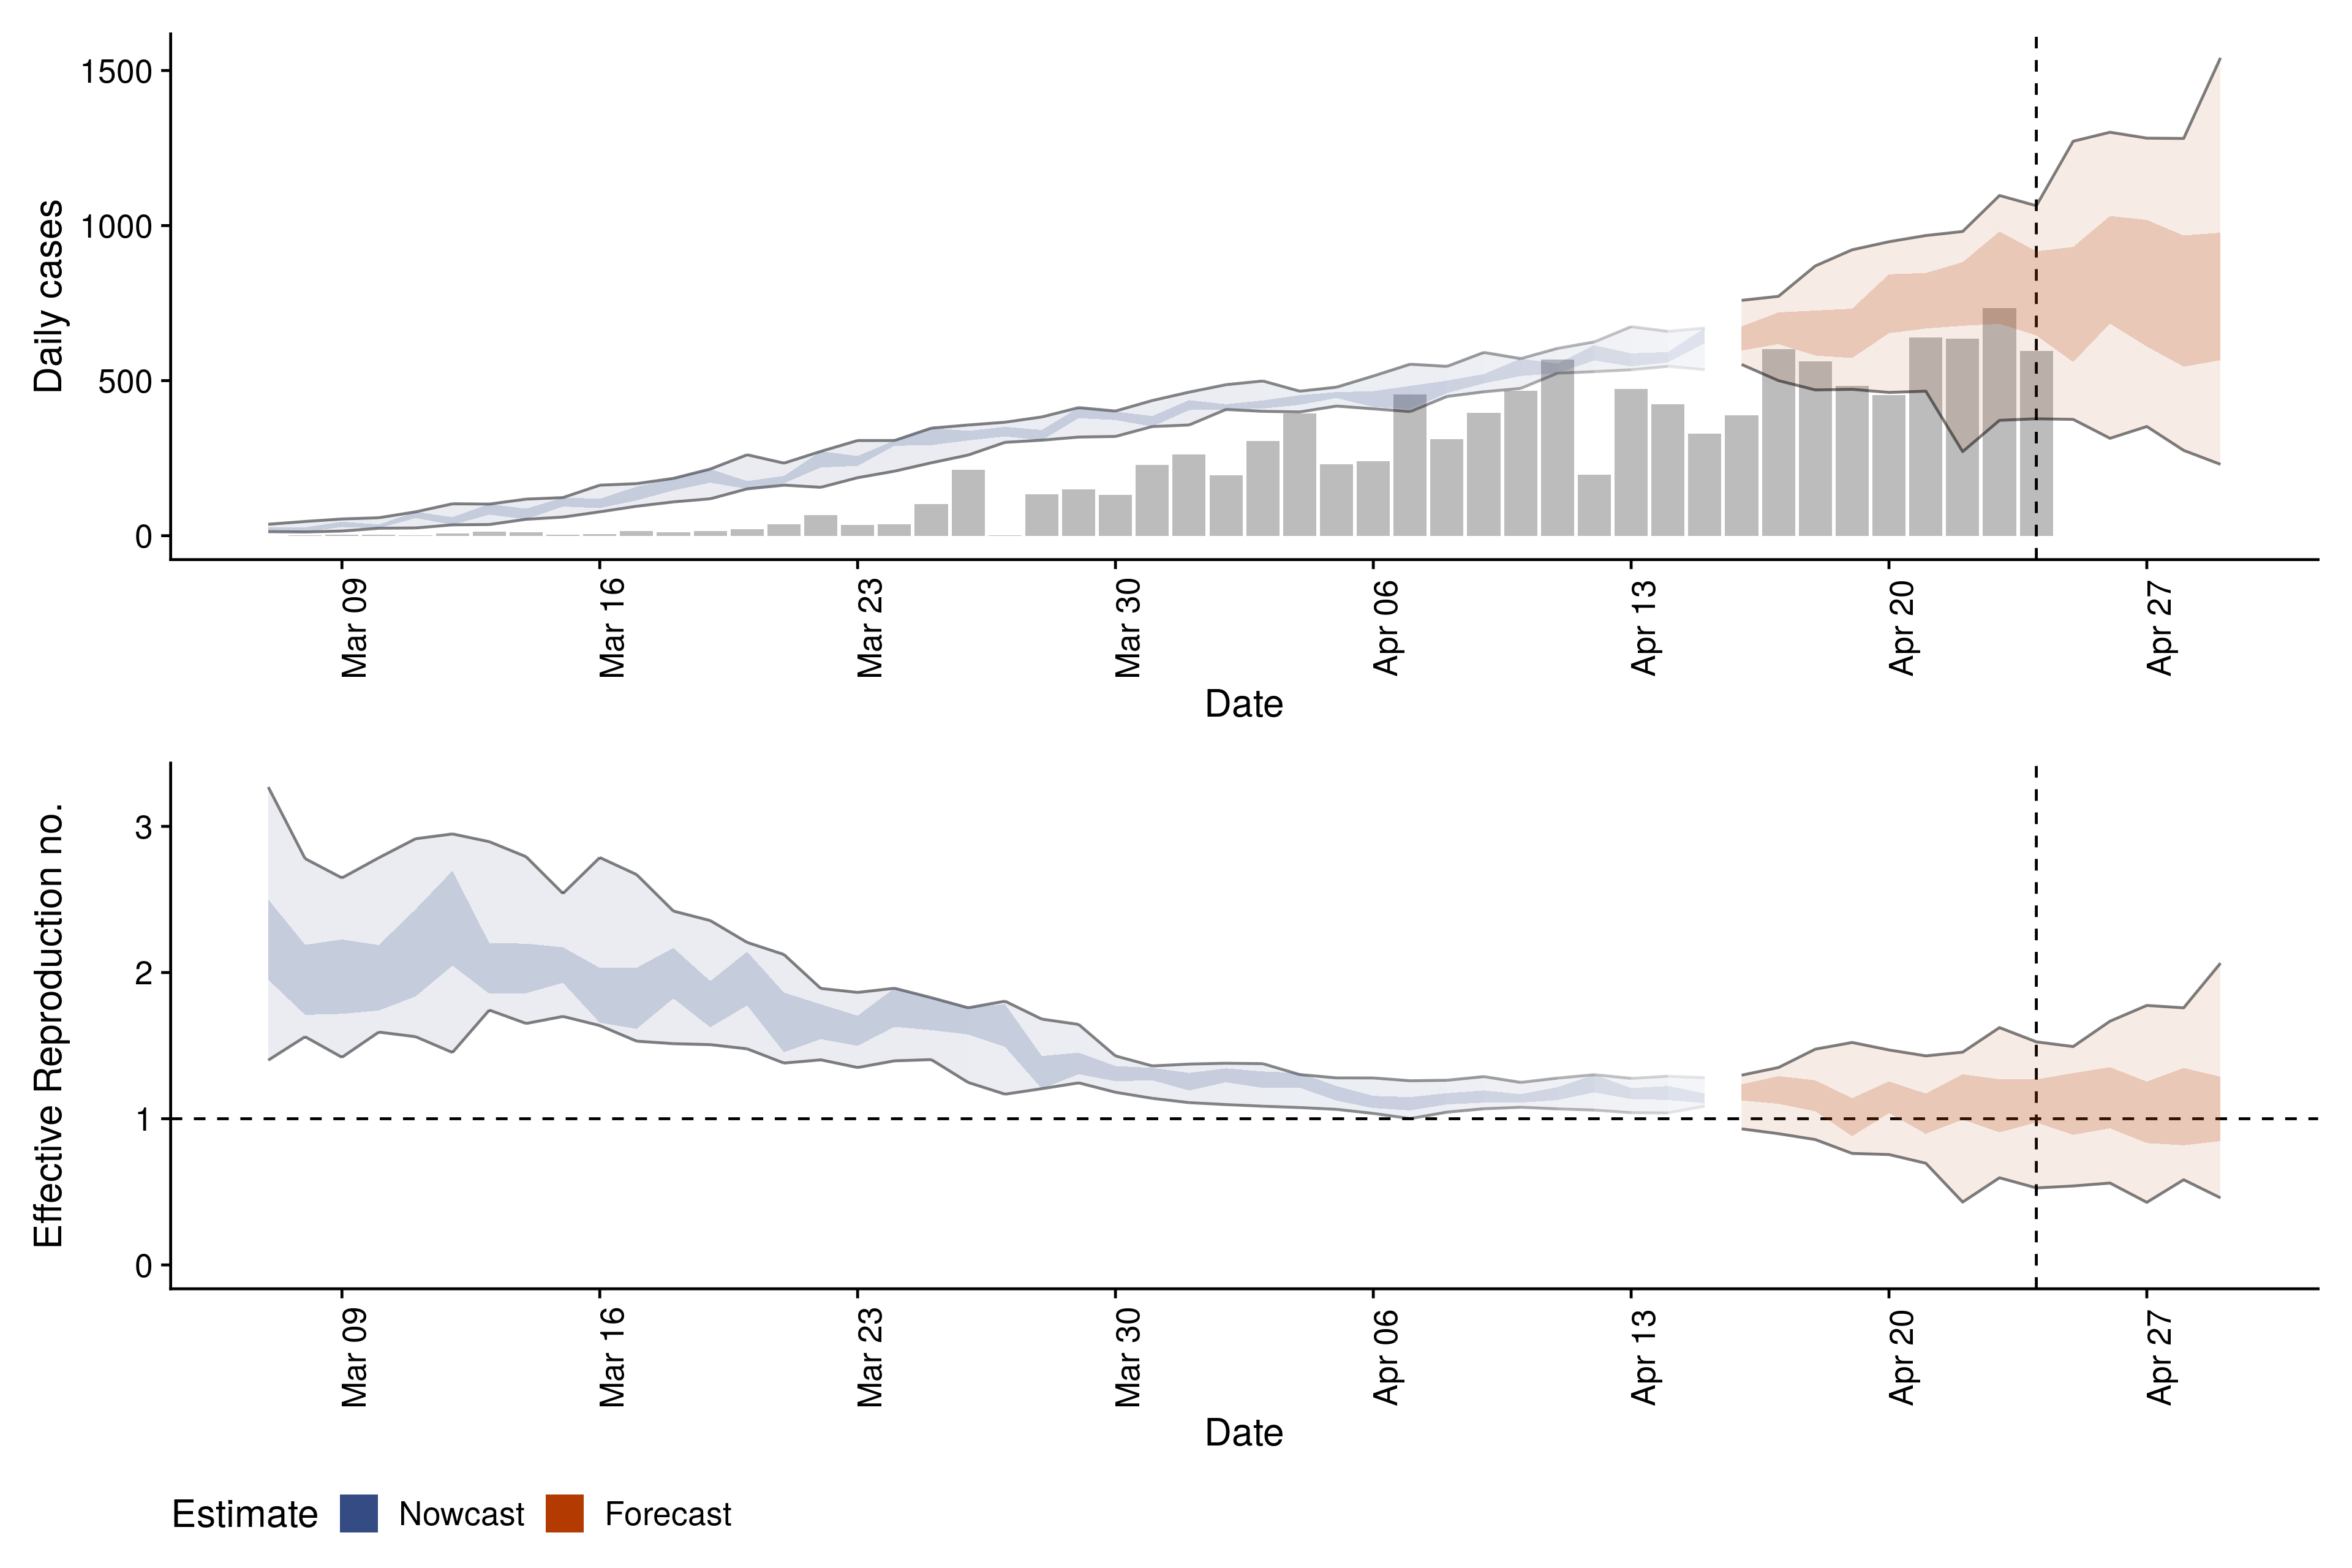 Daily cases
1500
1000
500
0
Mar 09
Mar 16
Mar 23
Mar 30
Apr 06
Apr 13
Apr 20
Apr 27
Date
Effective Reproduction no.
3
2
1
0
Mar 09
Mar 16
Mar 23
Mar 30
Apr 06
Apr 13
Apr 20
Apr 27
Date
Estimate Nowcast Forecast